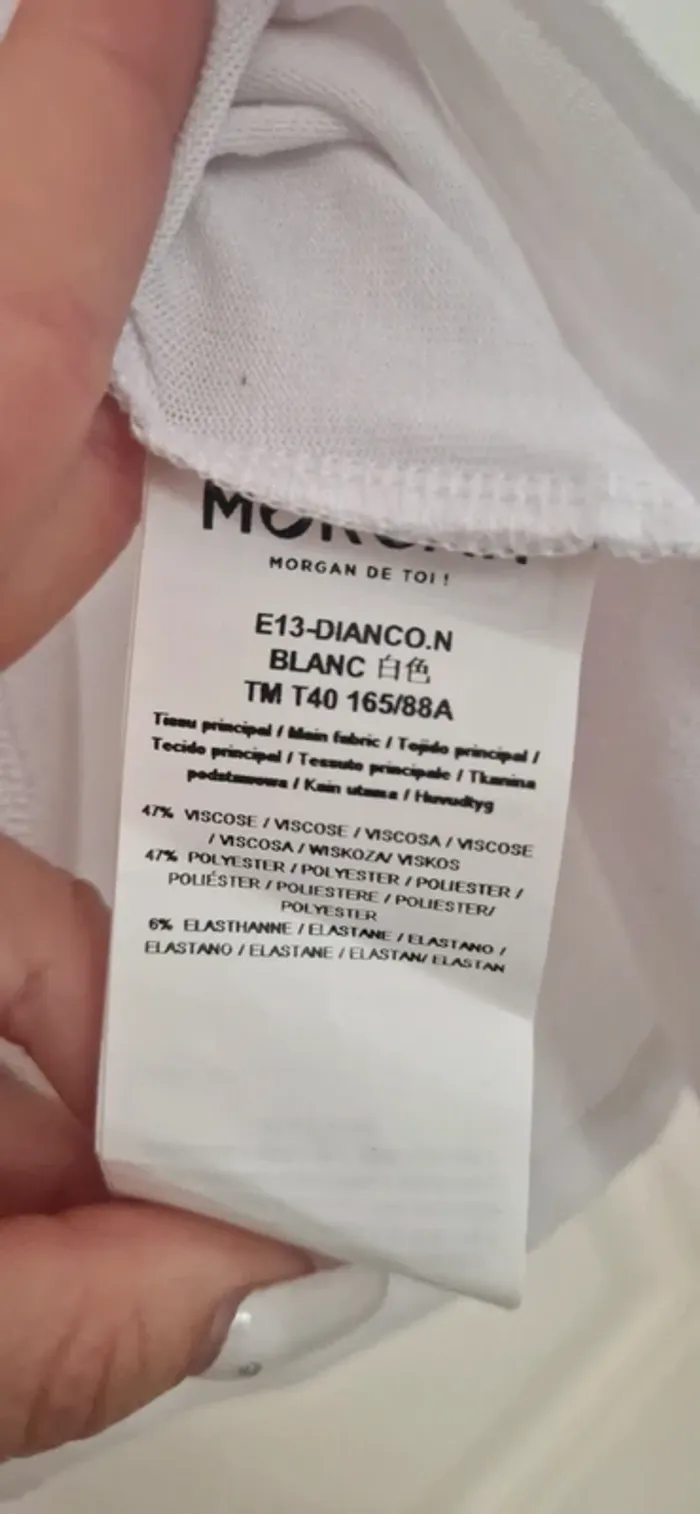 MORGAN
MORGAN DE TOI !
E13-DIANCO.N
BLANC 白色
TM T40 165/88A
Tissu principal / Main fabric / Tejido principal /
Tecido principal / Tessuto principale / Tkanina
podstawowa / Kain utama / Huvudtyg
47% VISCOSE / VISCOSE / VISCOSA / VISCOSE
/ VISCOSA / WISKOZA/ VISKOS
47% POLYESTER / POLYESTER / POLIESTER /
POLIÉSTER / POLIESTERE / POLIESTER/
POLYESTER
6% ELASTHANNE / ELASTANE / ELASTANO /
ELASTANO / ELASTANE / ELASTAN/ ELASTAN